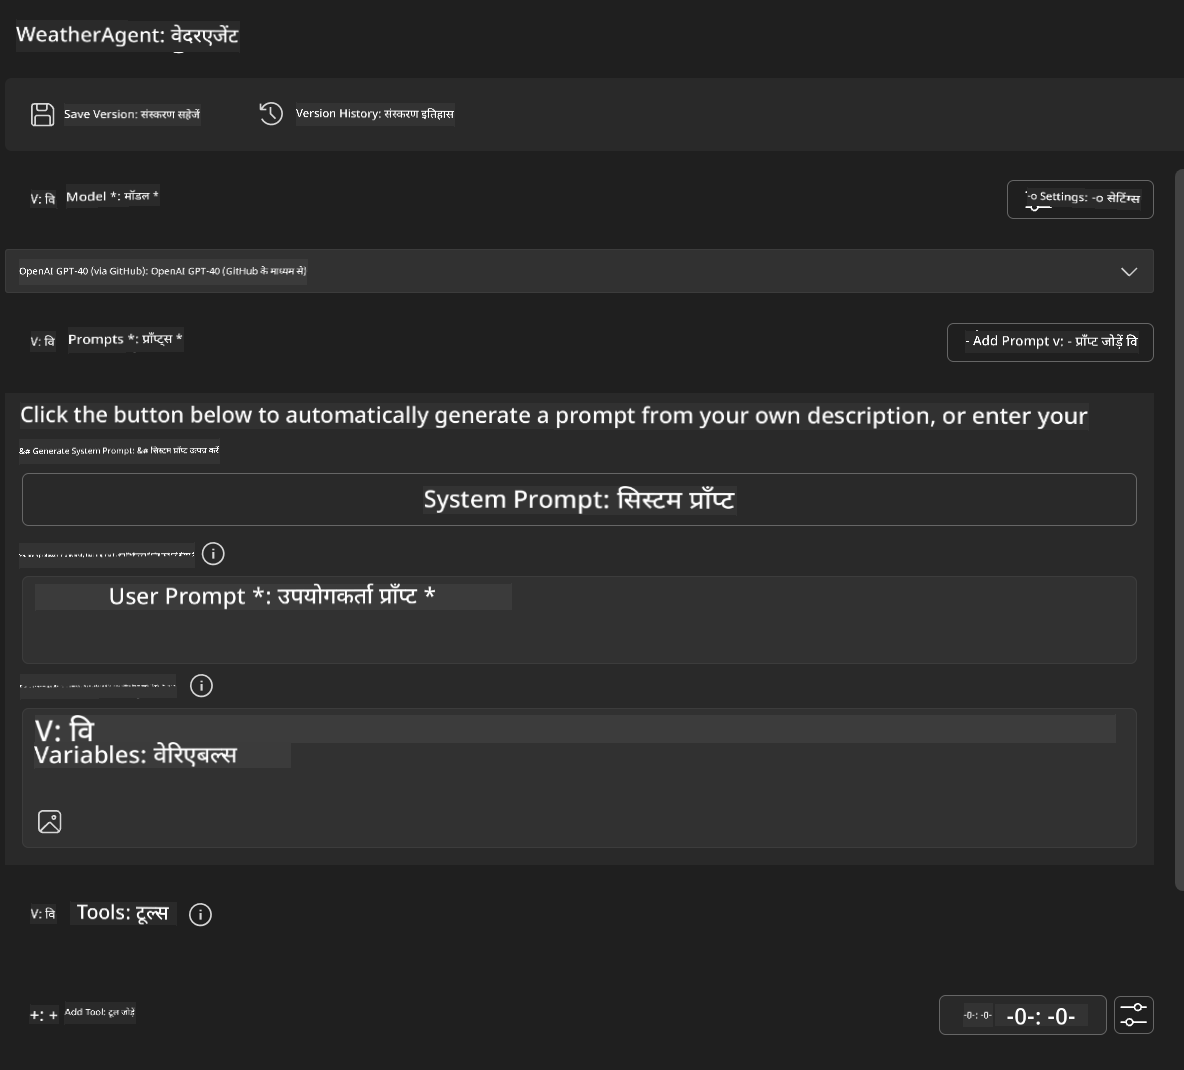 WeatherAgent: वेदरएजेंट
Save Version: संस्करण सहेजें
Version History: संस्करण इतिहास
V: वि
Model *: मॉडल *
-o Settings: -o सेटिंग्स
OpenAI GPT-40 (via GitHub): OpenAI GPT-40 (GitHub के माध्यम से)
V: वि
Prompts *: प्रॉम्प्ट्स *
- Add Prompt v: - प्रॉम्प्ट जोड़ें वि
Click the button below to automatically generate a prompt from your own description, or enter your
&# Generate System Prompt: &# सिस्टम प्रॉम्प्ट उत्पन्न करें
System Prompt: सिस्टम प्रॉम्प्ट
User Prompt *: उपयोगकर्ता प्रॉम्प्ट *
V: वि
Variables: वेरिएबल्स
V: वि
Tools: टूल्स
+: +
Add Tool: टूल जोड़ें
-0-: -0-
-0-: -0-